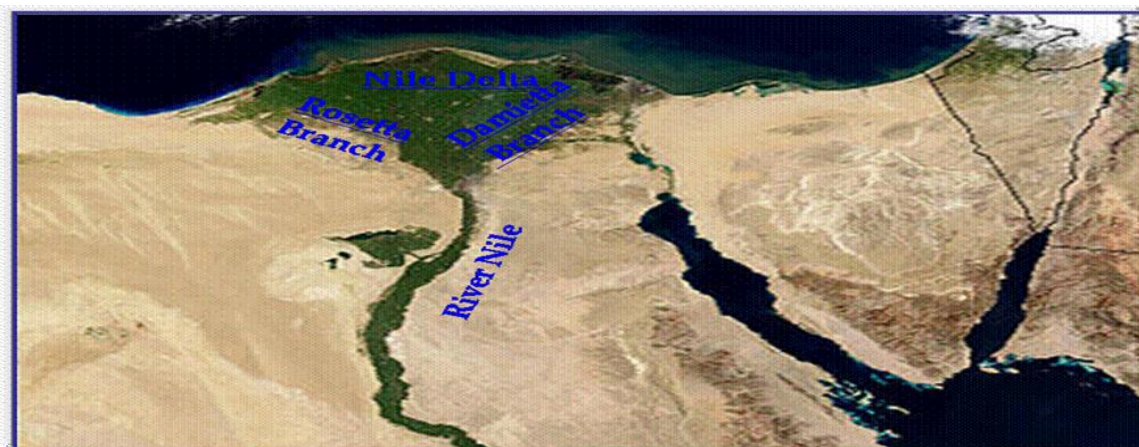 Nile Delta
Rosetta
Branch
Damietta
Branch
River Nile